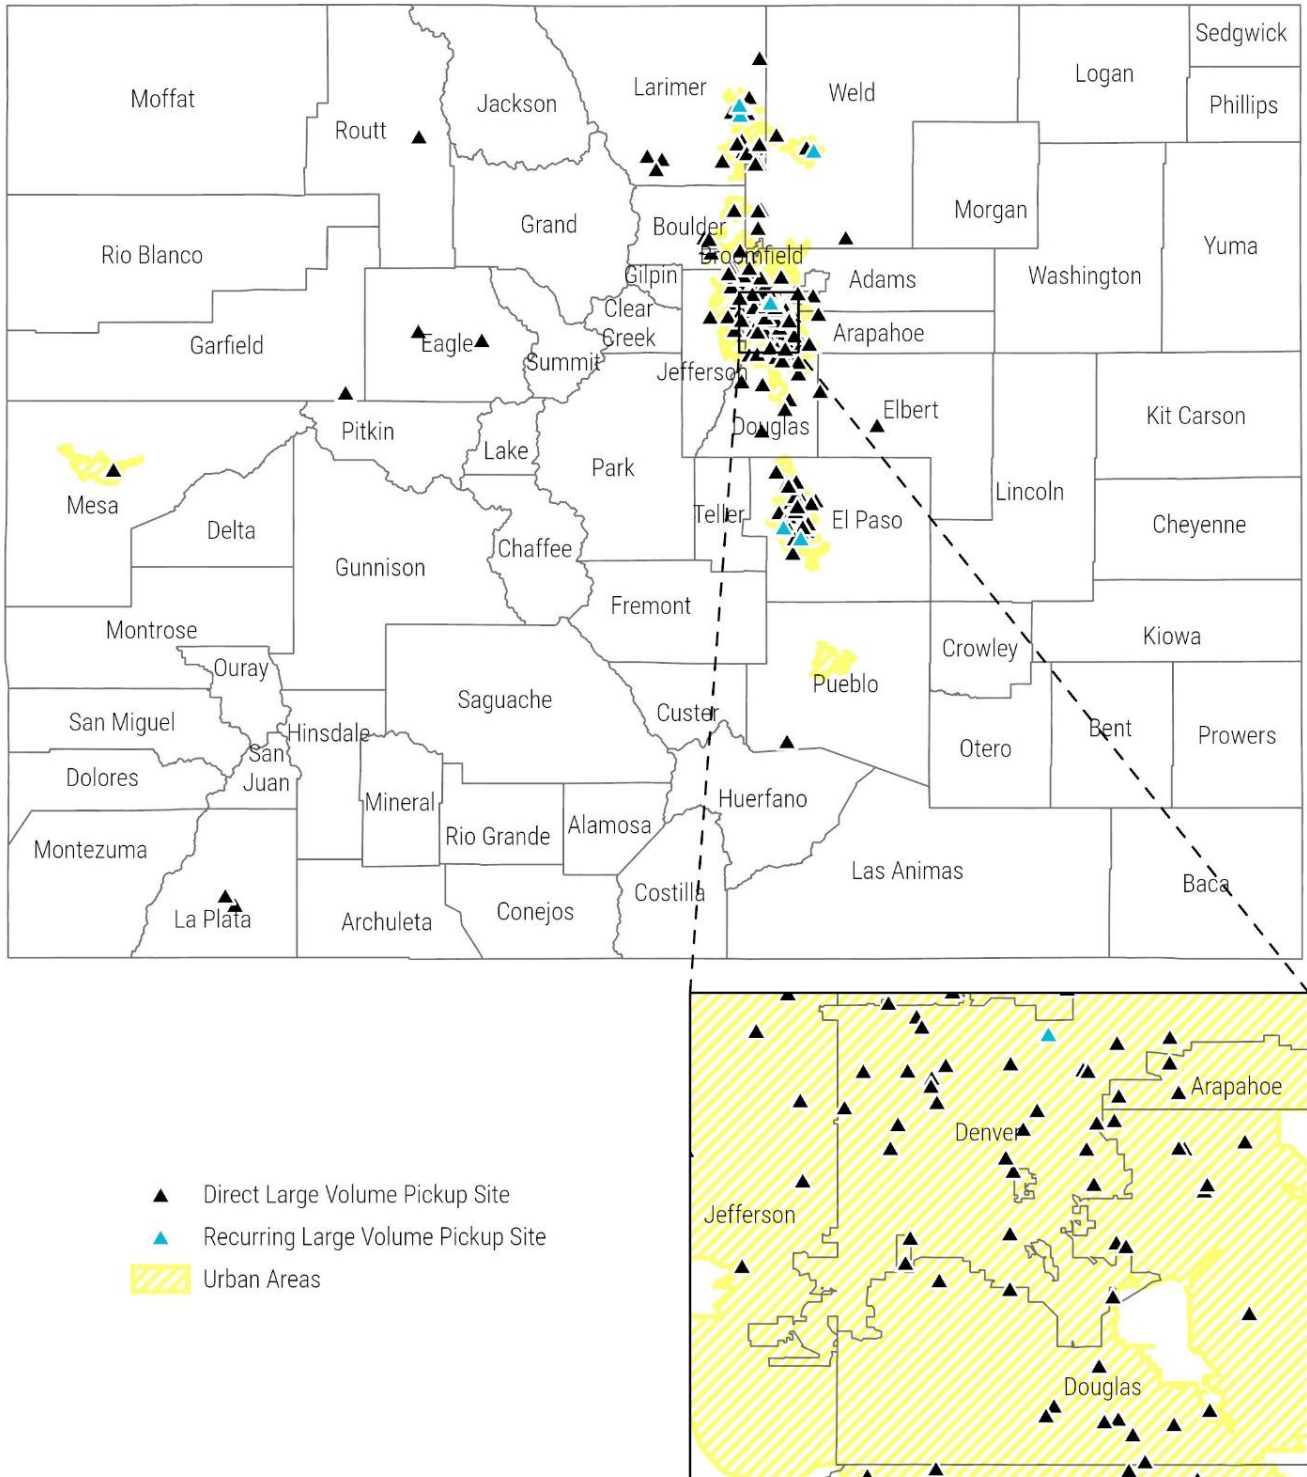 Sedgwick
Logan
Moffat
Jackson
Larimer
Weld
Phillips
Routt
Morgan
Grand
Boulder
Yuma
Rio Blanco
Broomfield
Gilpin
Adams
Washington
Clear
Creek
Arapahoe
Garfield
Eagle
Summit
Jefferson
Elbert
Kit Carson
Pitkin
Douglas
Lake
Park
Lincoln
Mesa
Teller
El Paso
Cheyenne
Delta
Chaffee
Gunnison
Fremont
Montrose
Kiowa
Crowley
Ouray
Pueblo
Saguache
Custer
San Miguel
Hinsdale
Bent
Prowers
Otero
San
Juan
Dolores
Mineral
Huerfano
Alamosa
Rio Grande
Montezuma
Las Animas
Baca
Costilla
La Plata
Archuleta
Conejos
Arapahoe
Denver
Direct Large Volume Pickup Site
Jefferson
Recurring Large Volume Pickup Site
Urban Areas
Douglas